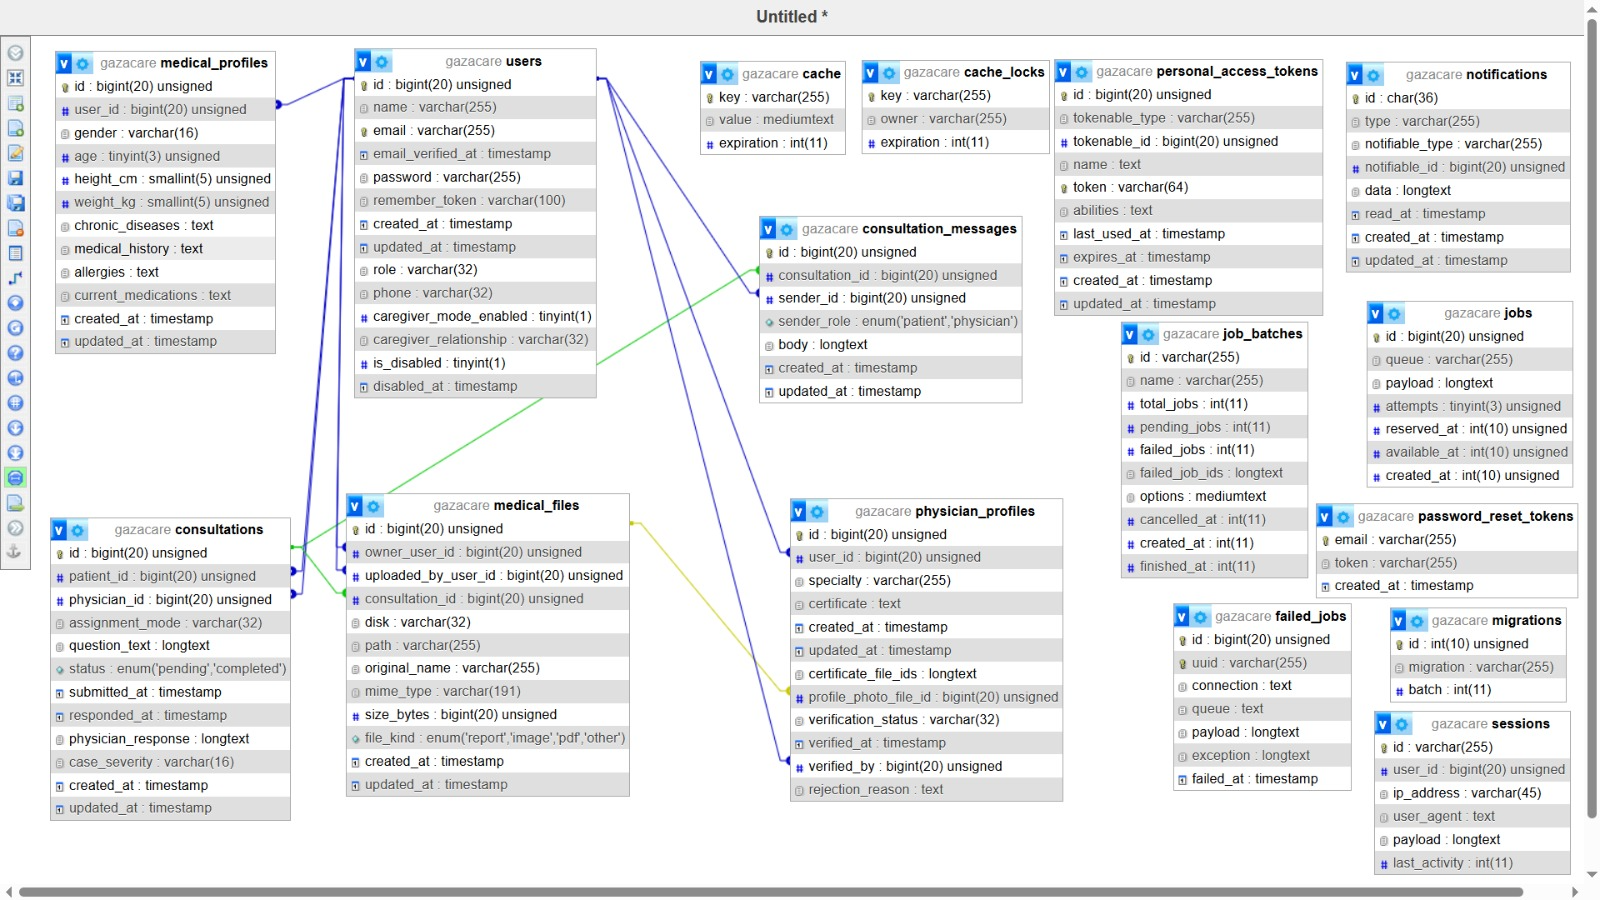 Untitled *
gazacare medical_profiles
id : bigint(20) unsigned
user_id : bigint(20) unsigned
gender : varchar(16)
age : tinyint(3) unsigned
height_cm : smallint(5) unsigned
weight_kg : smallint(5) unsigned
chronic_diseases : text
medical_history : text
allergies : text
current_medications : text
created_at : timestamp
updated_at : timestamp
gazacare users
id : bigint(20) unsigned
name : varchar(255)
email : varchar(255)
email_verified_at : timestamp
password : varchar(255)
remember_token : varchar(100)
created_at : timestamp
updated_at : timestamp
role : varchar(32)
phone : varchar(32)
caregiver_mode_enabled : tinyint(1)
caregiver_relationship : varchar(32)
is_disabled : tinyint(1)
disabled_at : timestamp
gazacare cache
key : varchar(255)
value : mediumtext
expiration : int(11)
gazacare cache_locks
key : varchar(255)
owner : varchar(255)
expiration : int(11)
gazacare personal_access_tokens
id : bigint(20) unsigned
tokenable_type : varchar(255)
tokenable_id : bigint(20) unsigned
name : text
token : varchar(64)
abilities : text
last_used_at : timestamp
expires_at : timestamp
created_at : timestamp
updated_at : timestamp
gazacare notifications
id : char(36)
type : varchar(255)
notifiable_type : varchar(255)
notifiable_id : bigint(20) unsigned
data : longtext
read_at : timestamp
created_at : timestamp
updated_at : timestamp
gazacare consultation_messages
id : bigint(20) unsigned
consultation_id : bigint(20) unsigned
sender_id : bigint(20) unsigned
sender_role : enum('patient','physician')
body : longtext
created_at : timestamp
updated_at : timestamp
gazacare job_batches
id : varchar(255)
name : varchar(255)
total_jobs : int(11)
pending_jobs : int(11)
failed_jobs : int(11)
failed_job_ids : longtext
options : mediumtext
cancelled_at : int(11)
created_at : int(11)
finished_at : int(11)
gazacare jobs
id : bigint(20) unsigned
queue : varchar(255)
payload : longtext
attempts : tinyint(3) unsigned
reserved_at : int(10) unsigned
available_at : int(10) unsigned
created_at : int(10) unsigned
gazacare consultations
id : bigint(20) unsigned
patient_id : bigint(20) unsigned
physician_id : bigint(20) unsigned
assignment_mode : varchar(32)
question_text : longtext
status : enum('pending','completed')
submitted_at : timestamp
responded_at : timestamp
physician_response : longtext
case_severity : varchar(16)
created_at : timestamp
updated_at : timestamp
gazacare medical_files
id : bigint(20) unsigned
owner_user_id : bigint(20) unsigned
uploaded_by_user_id : bigint(20) unsigned
consultation_id : bigint(20) unsigned
disk : varchar(32)
path : varchar(255)
original_name : varchar(255)
mime_type : varchar(191)
size_bytes : bigint(20) unsigned
file_kind : enum('report','image','pdf','other')
created_at : timestamp
updated_at : timestamp
gazacare physician_profiles
id : bigint(20) unsigned
user_id : bigint(20) unsigned
specialty : varchar(255)
certificate : text
created_at : timestamp
updated_at : timestamp
certificate_file_ids : longtext
profile_photo_file_id : bigint(20) unsigned
verification_status : varchar(32)
verified_at : timestamp
verified_by : bigint(20) unsigned
rejection_reason : text
gazacare password_reset_tokens
email : varchar(255)
token : varchar(255)
created_at : timestamp
gazacare failed_jobs
id : bigint(20) unsigned
uuid : varchar(255)
connection : text
queue : text
payload : longtext
exception : longtext
failed_at : timestamp
gazacare migrations
id : int(10) unsigned
migration : varchar(255)
batch : int(11)
gazacare sessions
id : varchar(255)
user_id : bigint(20) unsigned
ip_address : varchar(45)
user_agent : text
payload : longtext
last_activity : int(11)